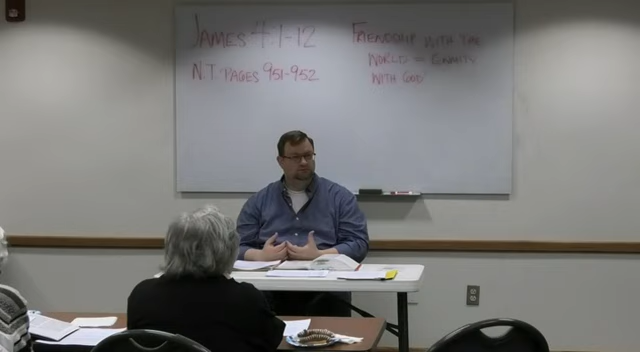 JAMES 4:1-12
N.T. PAGES 951-952
FRIENDSHIP WITH THE
WORLD = ENMITY
WITH GOD